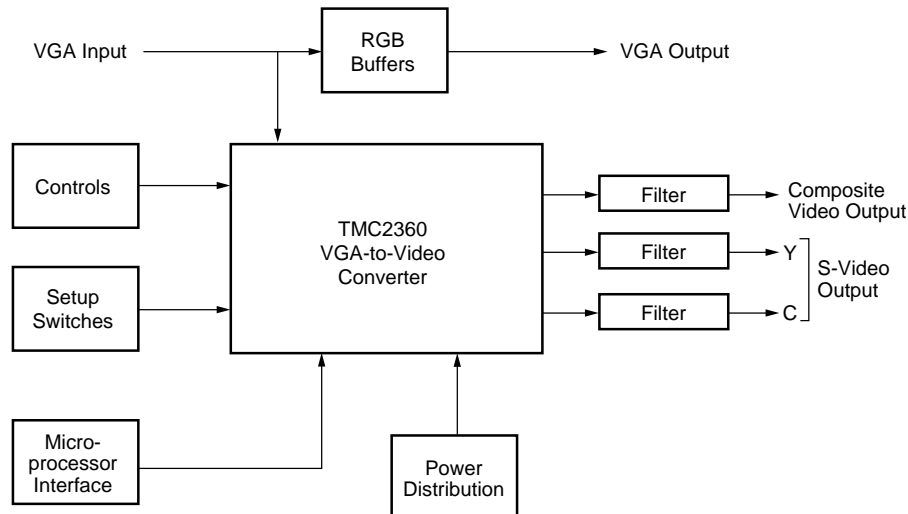 VGA Input
RGB
Buffers
VGA Output
Controls
TMC2360
VGA-to-Video
Converter
Filter
Composite
Video Output
Filter
Y
S-Video
Output
Setup
Switches
Filter
C
Micro-
processor
Interface
Power
Distribution